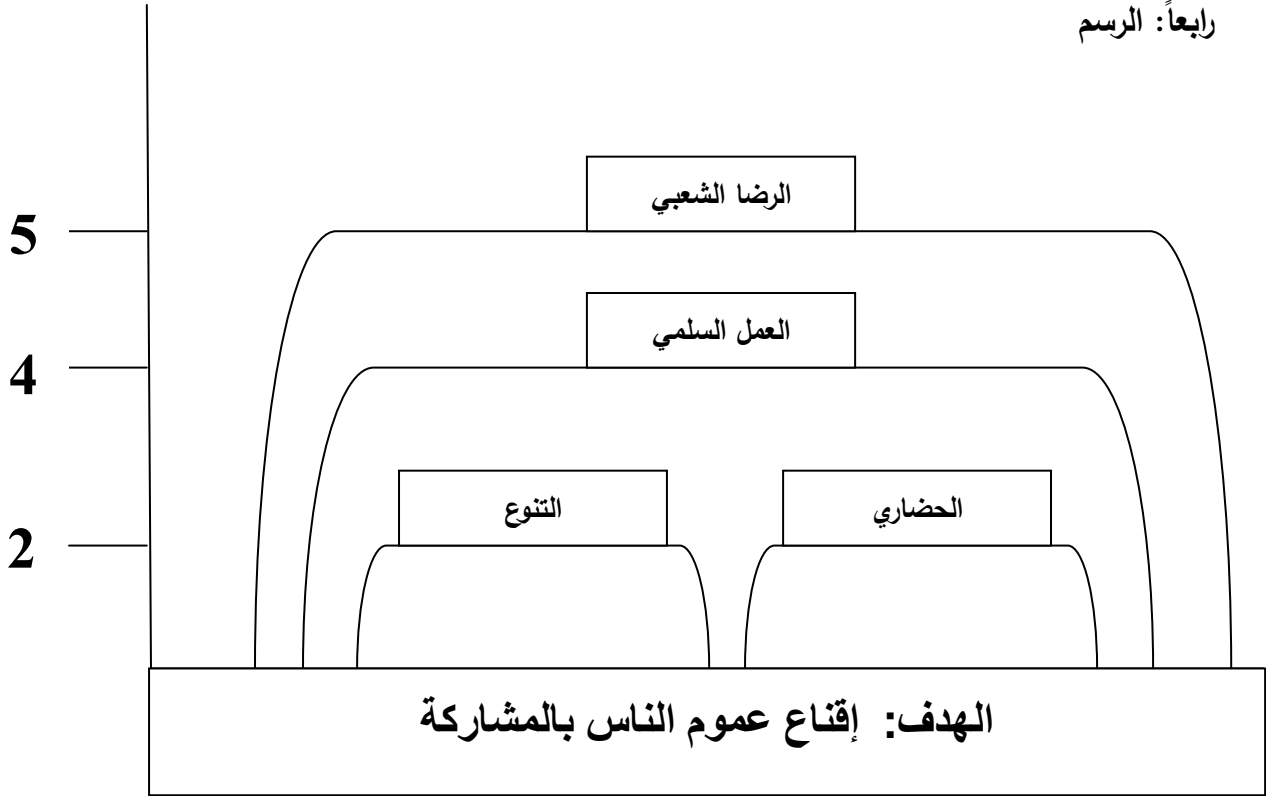 رابعاً: الرسم
الرضا الشعبي
5
العمل السلمي
4
الحضاري
التنوع
2
الهدف: إقناع عموم الناس بالمشاركة